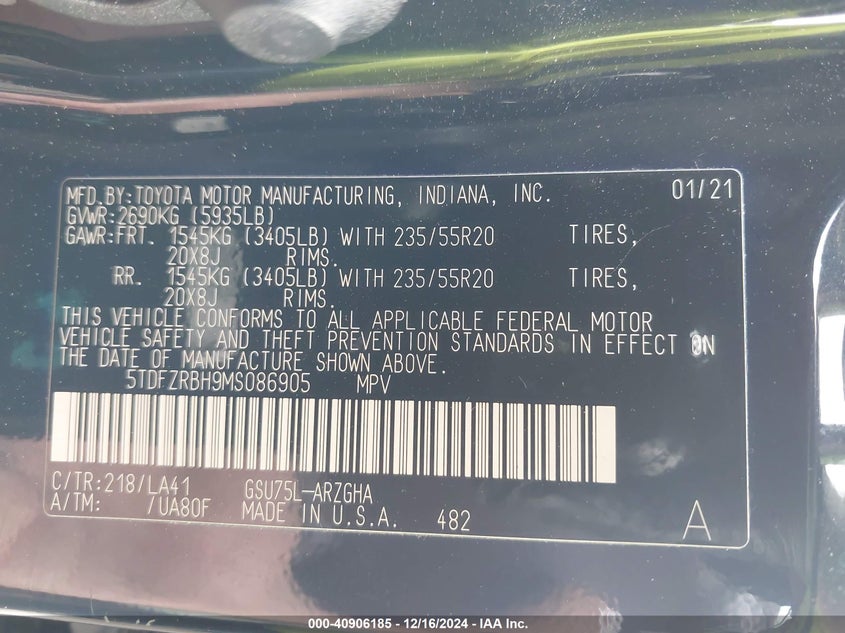 MFD.BY:TOYOTA MOTOR MANUFACTURING, INDIANA, INC. 01/21
GVWR:2690KG (5935LB)
GAWR:FRT. 1545KG (3405LB) WITH 235/55R20 TIRES,
20X8J RIMS.
RR. 1545KG (3405LB) WITH 235/55R20 TIRES,
20X8J RIMS.
THIS VEHICLE CONFORMS TO ALL APPLICABLE FEDERAL MOTOR
VEHICLE SAFETY AND THEFT PREVENTION STANDARDS IN EFFECT ON
THE DATE OF MANUFACTURE SHOWN ABOVE.
5TDFZRBH9MS086905 MPV
C/TR:218/LA41 GSU75L-ARZGHA
A/TM: /UA80F MADE IN U.S.A. 482 A
000-40906185 - 12/16/2024 - IAA Inc.